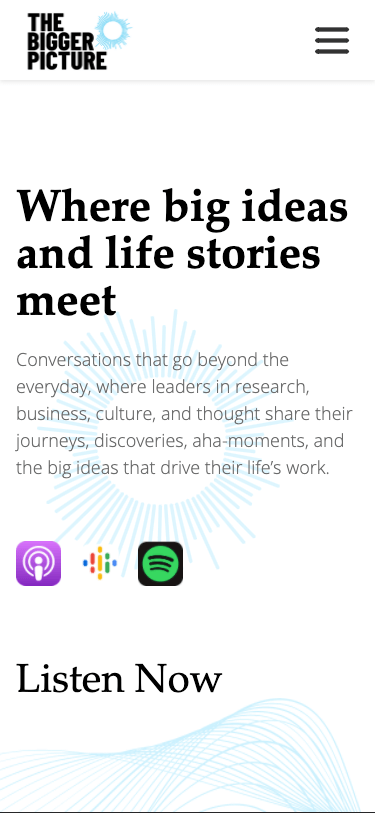 THE
BIGGER
PICTURE
Where big ideas
and life stories
meet
Conversations that go beyond the
everyday, where leaders in research,
business, culture, and thought share their
journeys, discoveries, aha-moments, and
the big ideas that drive their life’s work.
Listen Now